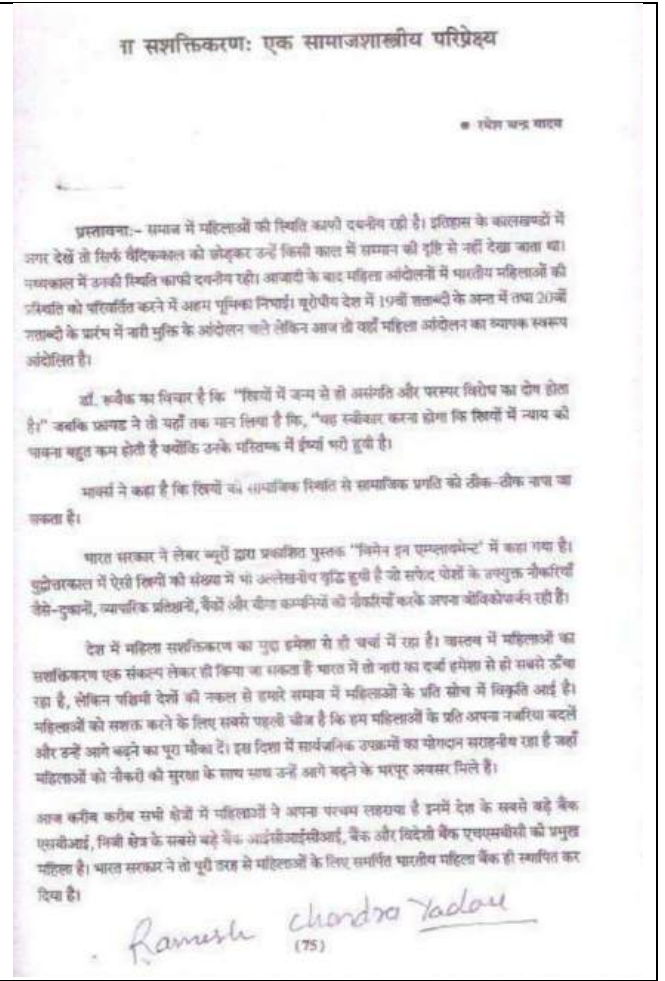 ा सशक्तिकरण: एक सामाजशास्त्रीय परिप्रेक्ष्य
● रमेश चन्द्र यादव
प्रस्तावना:– समाज में महिलाओं की स्थिति काफी दयनीय रही है। इतिहास के कालखण्डों में
अगर देखें तो सिर्फ वैदिककाल को छोड़कर उन्हें किसी काल में सम्मान की दृष्टि से नहीं देखा जाता था।
मध्यकाल में उनकी स्थिति काफी दयनीय रही। आजादी के बाद महिला आंदोलनों में भारतीय महिलाओं की
प्रस्थिति को परिवर्तित करने में अहम भूमिका निभाई। यूरोपीय देश में 19वीं शताब्दी के अन्त में तथा 20वीं
शताब्दी के प्रारंभ में नारी मुक्ति के आंदोलन चले लेकिन आज तो वहाँ महिला आंदोलन का व्यापक स्वरूप
आंदोलित है।
डॉ. का विचार है कि "स्त्रियों में जन्म से ही असंगति और परस्पर विरोध का दोष होता
है।" जबकि फ्रायड ने तो यहाँ तक मान लिया है कि, "यह स्वीकार करना होगा कि स्त्रियों में न्याय की
भावना बहुत कम होती है क्योंकि उनके मस्तिष्क में ईर्ष्या भरी हुयी है।
मार्क्स ने कहा है कि स्त्रियों की सामाजिक स्थिति से सामाजिक प्रगति को ठीक-ठीक नापा जा
सकता है।
भारत सरकार ने लेबर ब्यूरों द्वारा प्रकाशित पुस्तक "विमेन इन एम्प्लायमेन्ट' में कहा गया है।
युद्धोत्तरकाल में ऐसी स्त्रियों की संख्या में भी उल्लेखनीय वृद्धि हुयी है जो सफेद पोशों के उपयुक्त नौकरियाँ
जैसे-दुकानों, व्यापारिक प्रतिष्ठानों, बैंकों और बीमा कम्पनियों की नौकरियाँ करके अपना जीविकोपार्जन रही हैं।
देश में महिला सशक्तिकरण का मुद्दा हमेशा से ही चर्चा में रहा है। वास्तव में महिलाओं का
सशक्तिकरण एक संकल्प लेकर ही किया जा सकता है भारत में तो नारी का दर्जा हमेशा से ही सबसे ऊँचा
रहा है, लेकिन पश्चिमी देशों की नकल से हमारे समाज में महिलाओं के प्रति सोच में विकृति आई है।
महिलाओं को सशक्त करने के लिए सबसे पहली चीज है कि हम महिलाओं के प्रति अपना नजरिया बदलें
और उन्हें आगे बढ़ने का पूरा मौका दें। इस दिशा में सार्वजनिक उपक्रमों का योगदान सराहनीय रहा है जहाँ
महिलाओं को नौकरी की सुरक्षा के साथ साथ उन्हें आगे बढ़ने के भरपूर अवसर मिले हैं।
आज करीब करीब सभी क्षेत्रों में महिलाओं ने अपना परचम लहराया है इनमें देश के सबसे बड़े बैंक
एसबीआई, निजी क्षेत्र के सबसे बड़े बैंक आईसीआईसीआई, बैंक और विदेशी बैंक एचएसबीसी की प्रमुख
महिला है। भारत सरकार ने तो पूरी तरह से महिलाओं के लिए समर्पित भारतीय महिला बैंक ही स्थापित कर
दिया है।
Ramesh Chandra Yadav
(75)